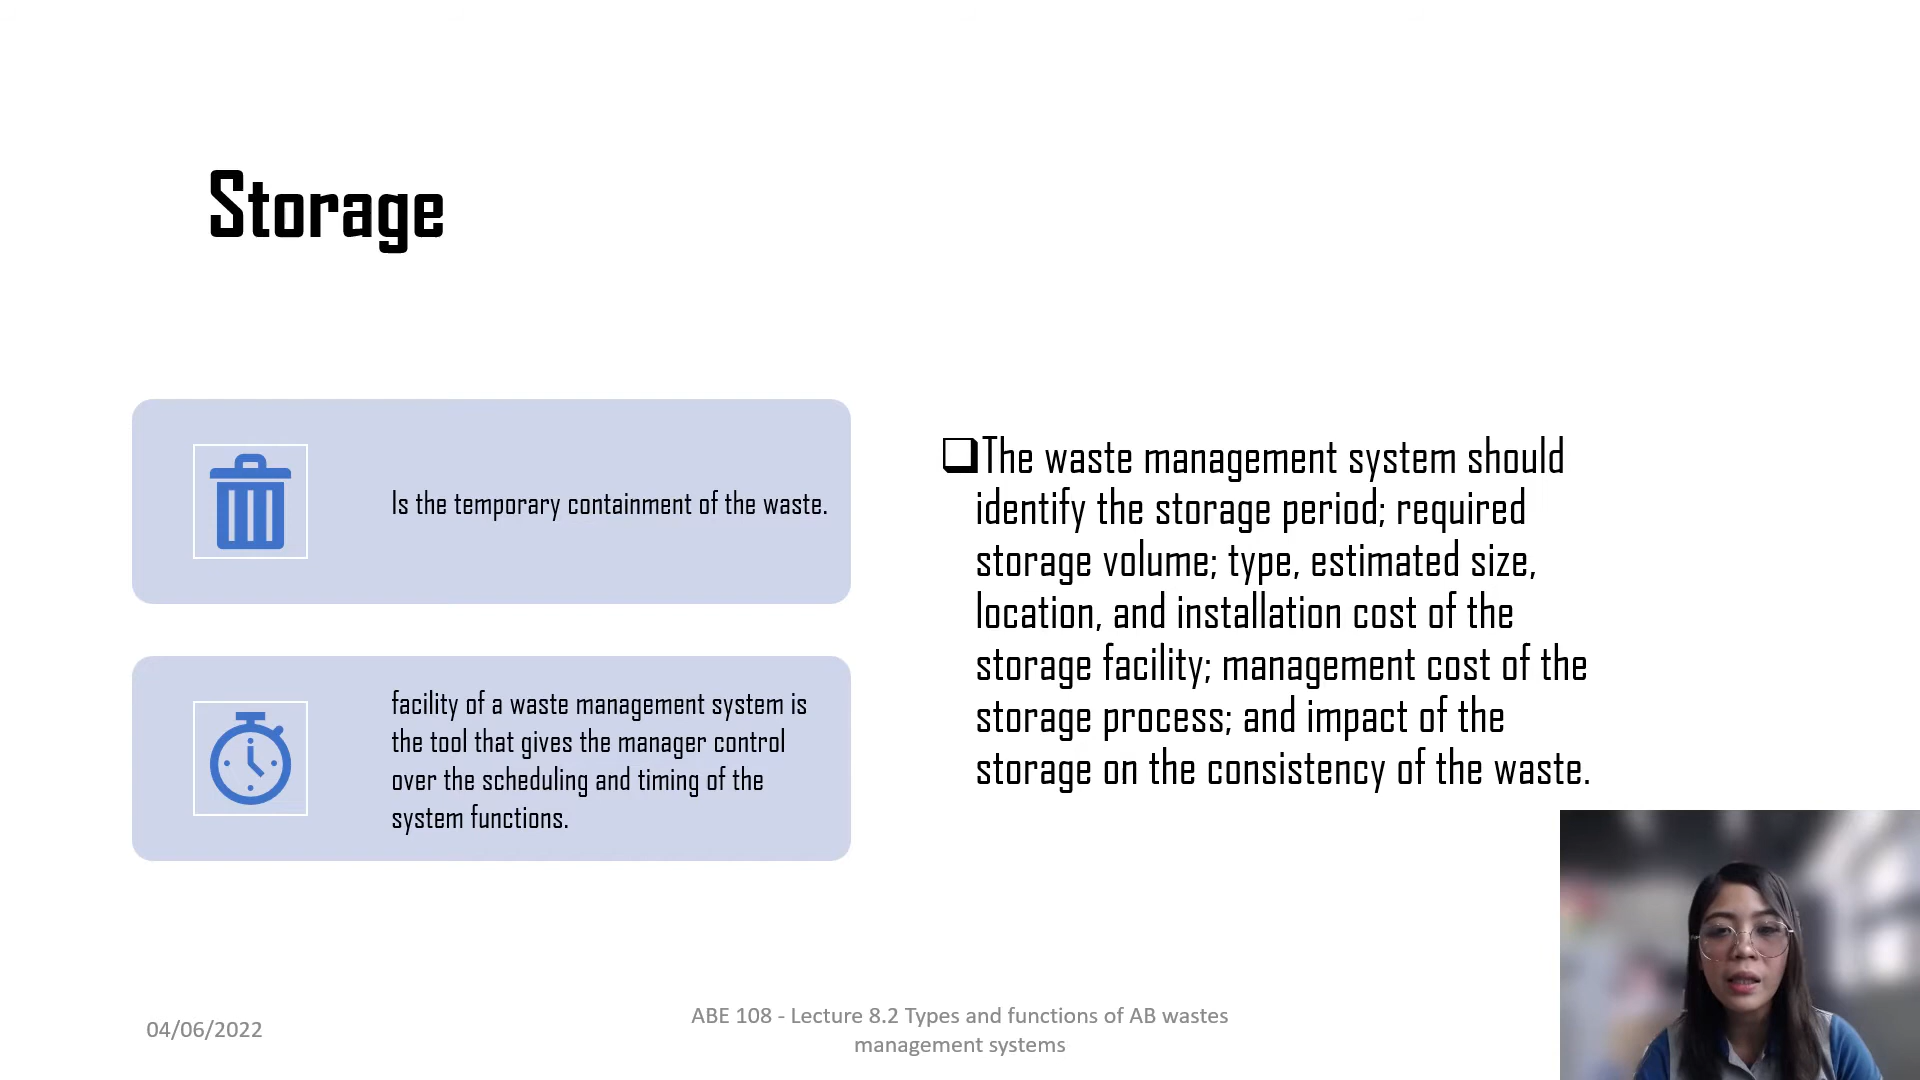 Storage
Is the temporary containment of the waste.
facility of a waste management system is
the tool that gives the manager control
over the scheduling and timing of the
system functions.
❑The waste management system should
identify the storage period; required
storage volume; type, estimated size,
location, and installation cost of the
storage facility; management cost of the
storage process; and impact of the
storage on the consistency of the waste.
04/06/2022
ABE 108 - Lecture 8.2 Types and functions of AB wastes
management systems